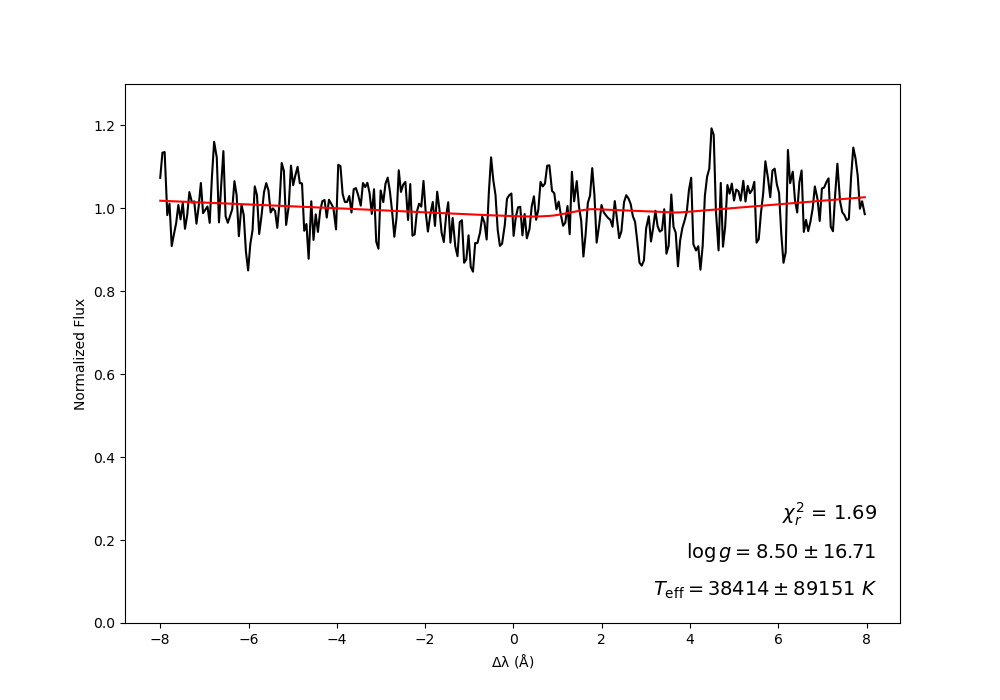 1.2
1.0
0.8
0.6
0.4
0.2
0.0
Normalized Flux
χ²ᵣ = 1.69
log g = 8.50 ± 16.71
T_eff = 38414 ± 89151 K
−8 −6 −4 −2 0 2 4 6 8
Δλ (Å)